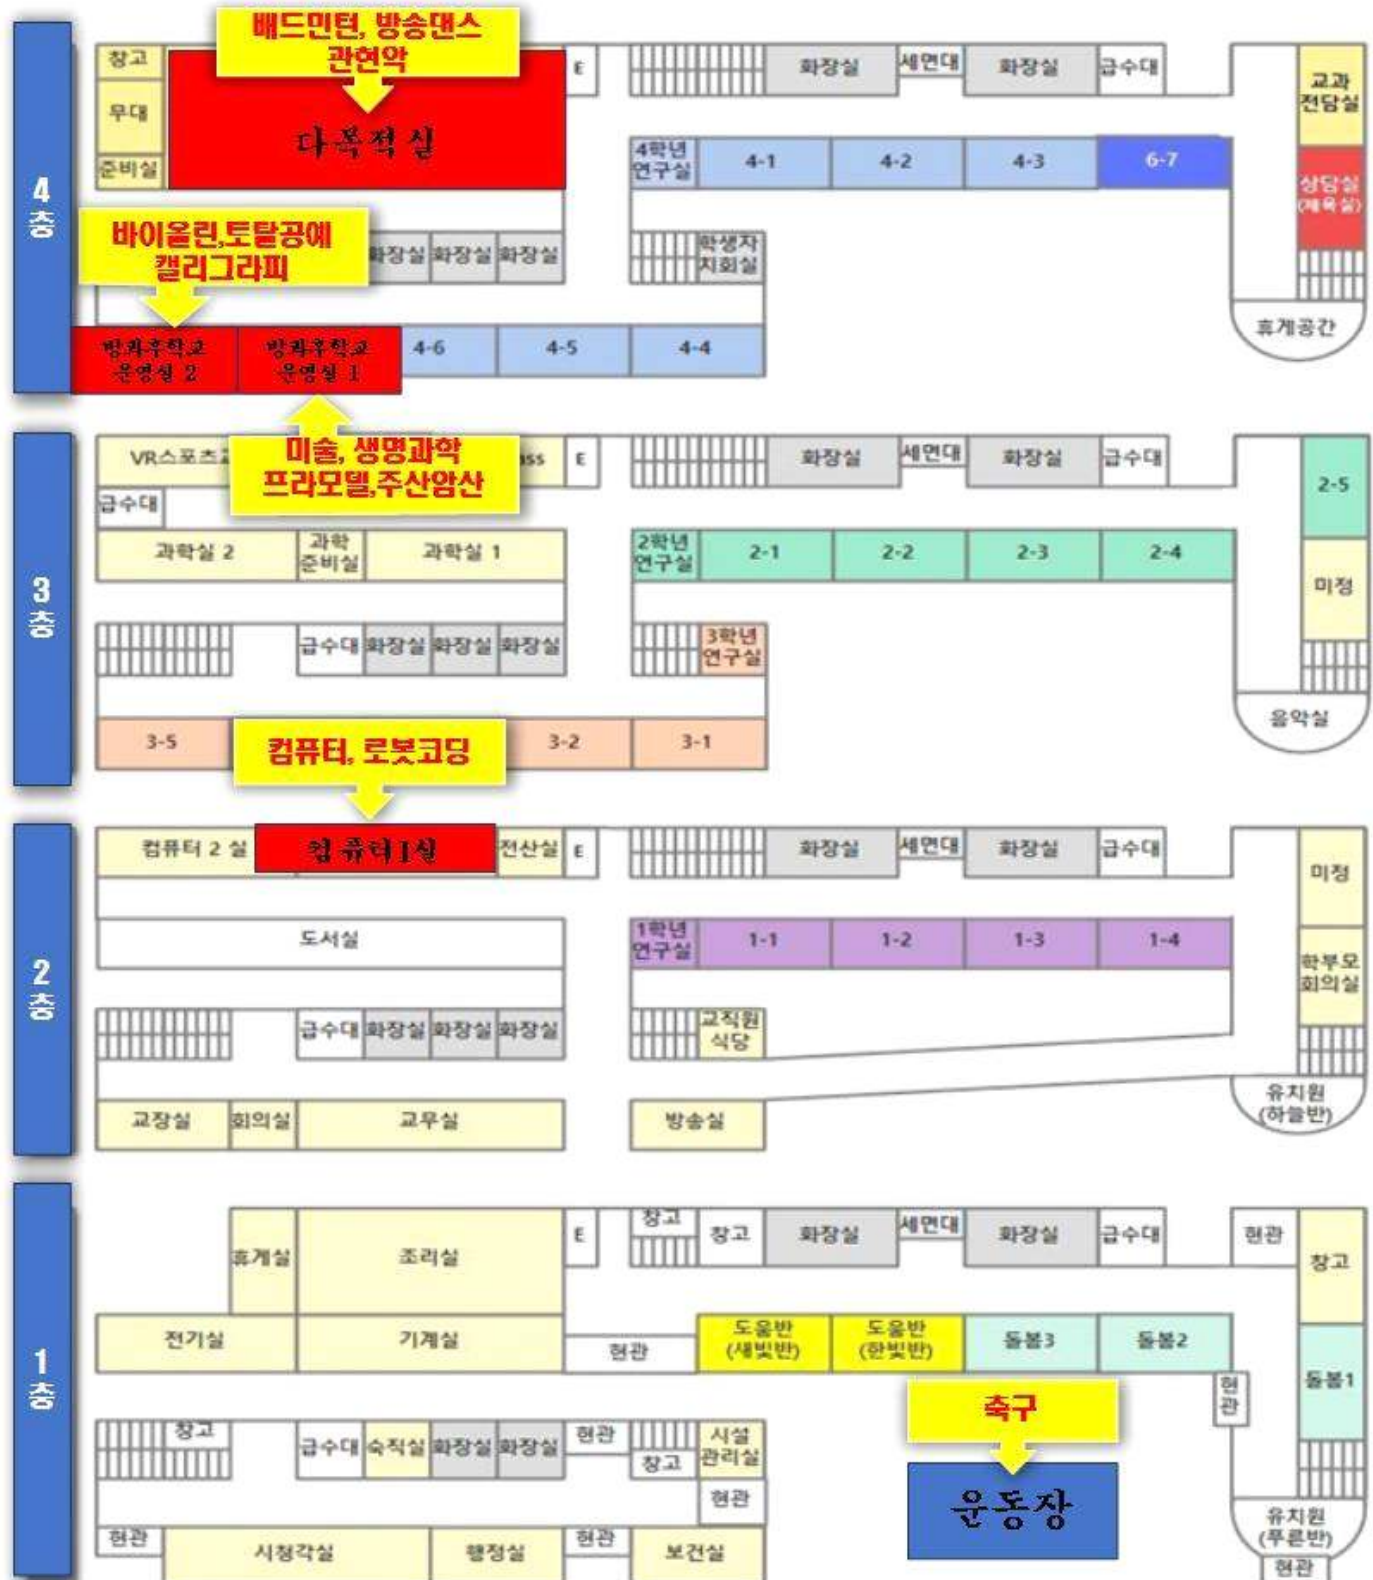 4
층
배드민턴, 방송댄스
관현악
창고
무대
준비실
다목적실
E
화장실
세면대
화장실
급수대
교과
전담실
4학년
연구실
4-1
4-2
4-3
6-7
상담실
(체육실)
바이올린,토탈공예
캘리그라피
화장실
화장실
화장실
학생자
치회실
휴게공간
방과후학교
운영실 2
방과후학교
운영실 1
4-6
4-5
4-4
3
층
VR스포츠
미술, 생명과학
프라모델,주산암산
ass
E
화장실
세면대
화장실
급수대
2-5
급수대
과학실 2
과학
준비실
과학실 1
2학년
연구실
2-1
2-2
2-3
2-4
미정
급수대
화장실
화장실
화장실
3학년
연구실
음악실
3-5
컴퓨터, 로봇코딩
3-2
3-1
2
층
컴퓨터 2 실
컴퓨터1실
전산실
E
화장실
세면대
화장실
급수대
미정
도서실
1학년
연구실
1-1
1-2
1-3
1-4
학부모
회의실
급수대
화장실
화장실
화장실
교직원
식당
유치원
(하늘반)
교장실
회의실
교무실
방송실
1
층
휴게실
조리실
E
창고
창고
화장실
세면대
화장실
급수대
현관
창고
전기실
기계실
현관
도움반
(새빛반)
도움반
(한빛반)
돌봄3
돌봄2
현
관
돌봄1
축구
창고
급수대
숙직실
화장실
화장실
현관
창고
시설
관리실
현관
운동장
유치원
(푸른반)
현관
현관
시청각실
행정실
현관
보건실